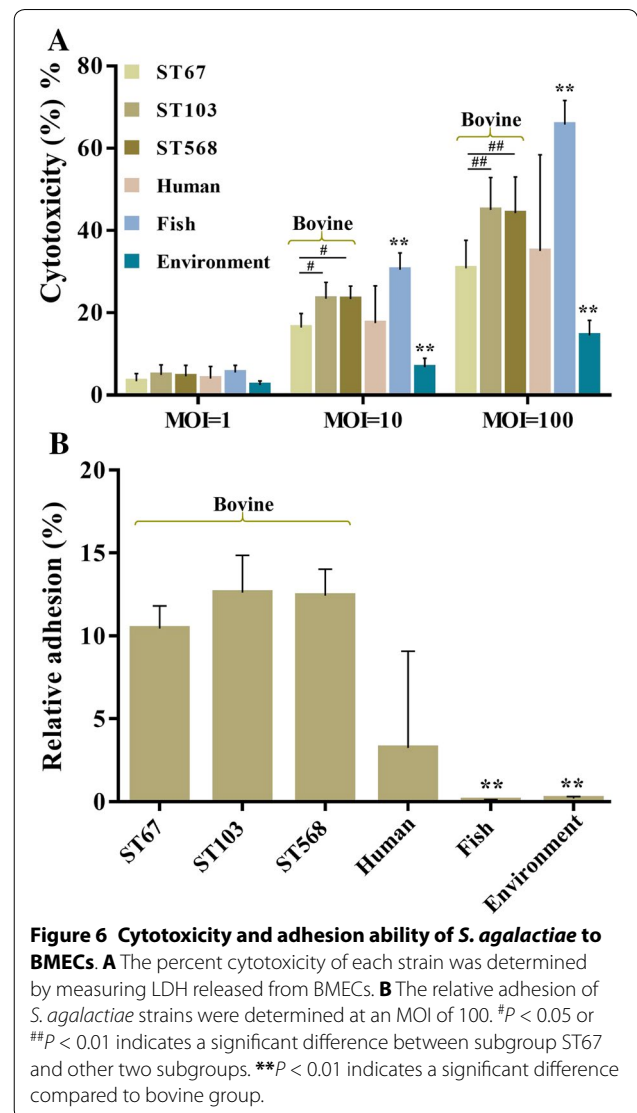 A
Cytotoxicity (%) %
80
60
40
20
0
ST67
ST103
ST568
Human
Fish
Environment
Bovine
#
#
**
**
Bovine
##
##
**
**
MOI=1 MOI=10 MOI=100
B
Relative adhesion (%)
20
15
10
5
0
Bovine
**
**
ST67 ST103 ST568 Human Fish Environment
Figure 6 Cytotoxicity and adhesion ability of S. agalactiae to
BMECs. A The percent cytotoxicity of each strain was determined
by measuring LDH released from BMECs. B The relative adhesion of
S. agalactiae strains were determined at an MOI of 100. #P < 0.05 or
##P < 0.01 indicates a significant difference between subgroup ST67
and other two subgroups. **P < 0.01 indicates a significant difference
compared to bovine group.